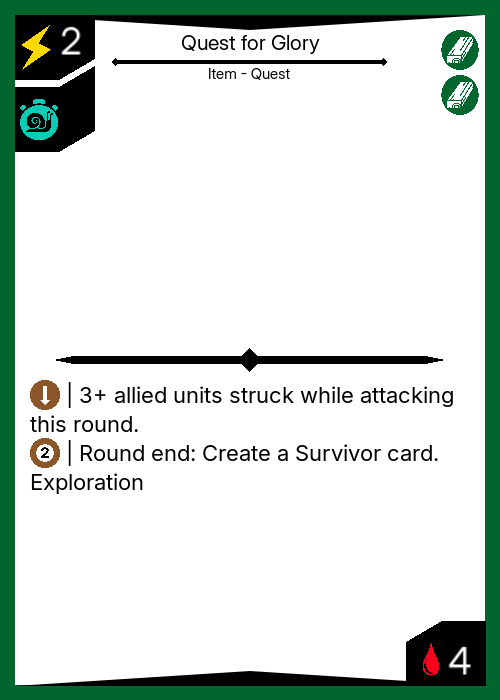 2
Quest for Glory
Item - Quest
| 3+ allied units struck while attacking
this round.
2 | Round end: Create a Survivor card.
Exploration
4